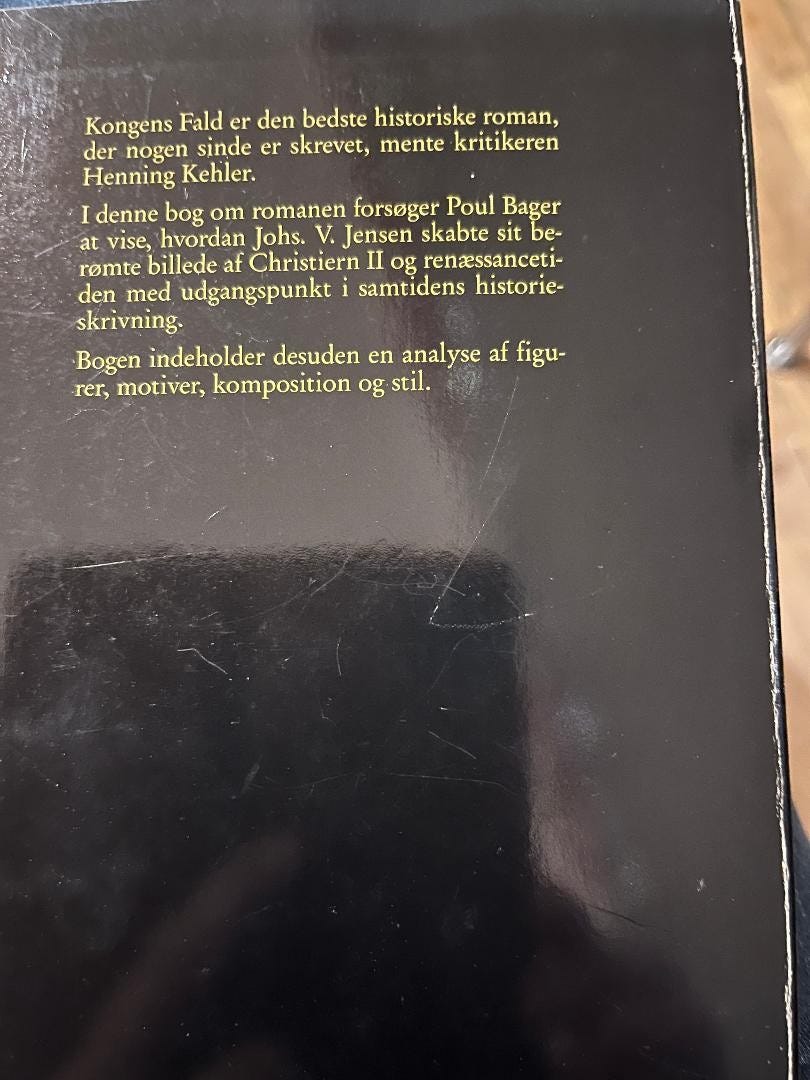 Kongens Fald er den bedste historiske roman,
der nogen sinde er skrevet, mente kritikeren
Henning Kehler.
I denne bog om romanen forsøger Poul Bager
at vise, hvordan Johs. V. Jensen skabte sit be-
rømte billede af Christiern II og renæssanceti-
den med udgangspunkt i samtidens historie-
skrivning.
Bogen indeholder desuden en analyse af figu-
rer, motiver, komposition og stil.